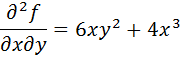 ∂²f/∂x∂y = 6xy² + 4x³